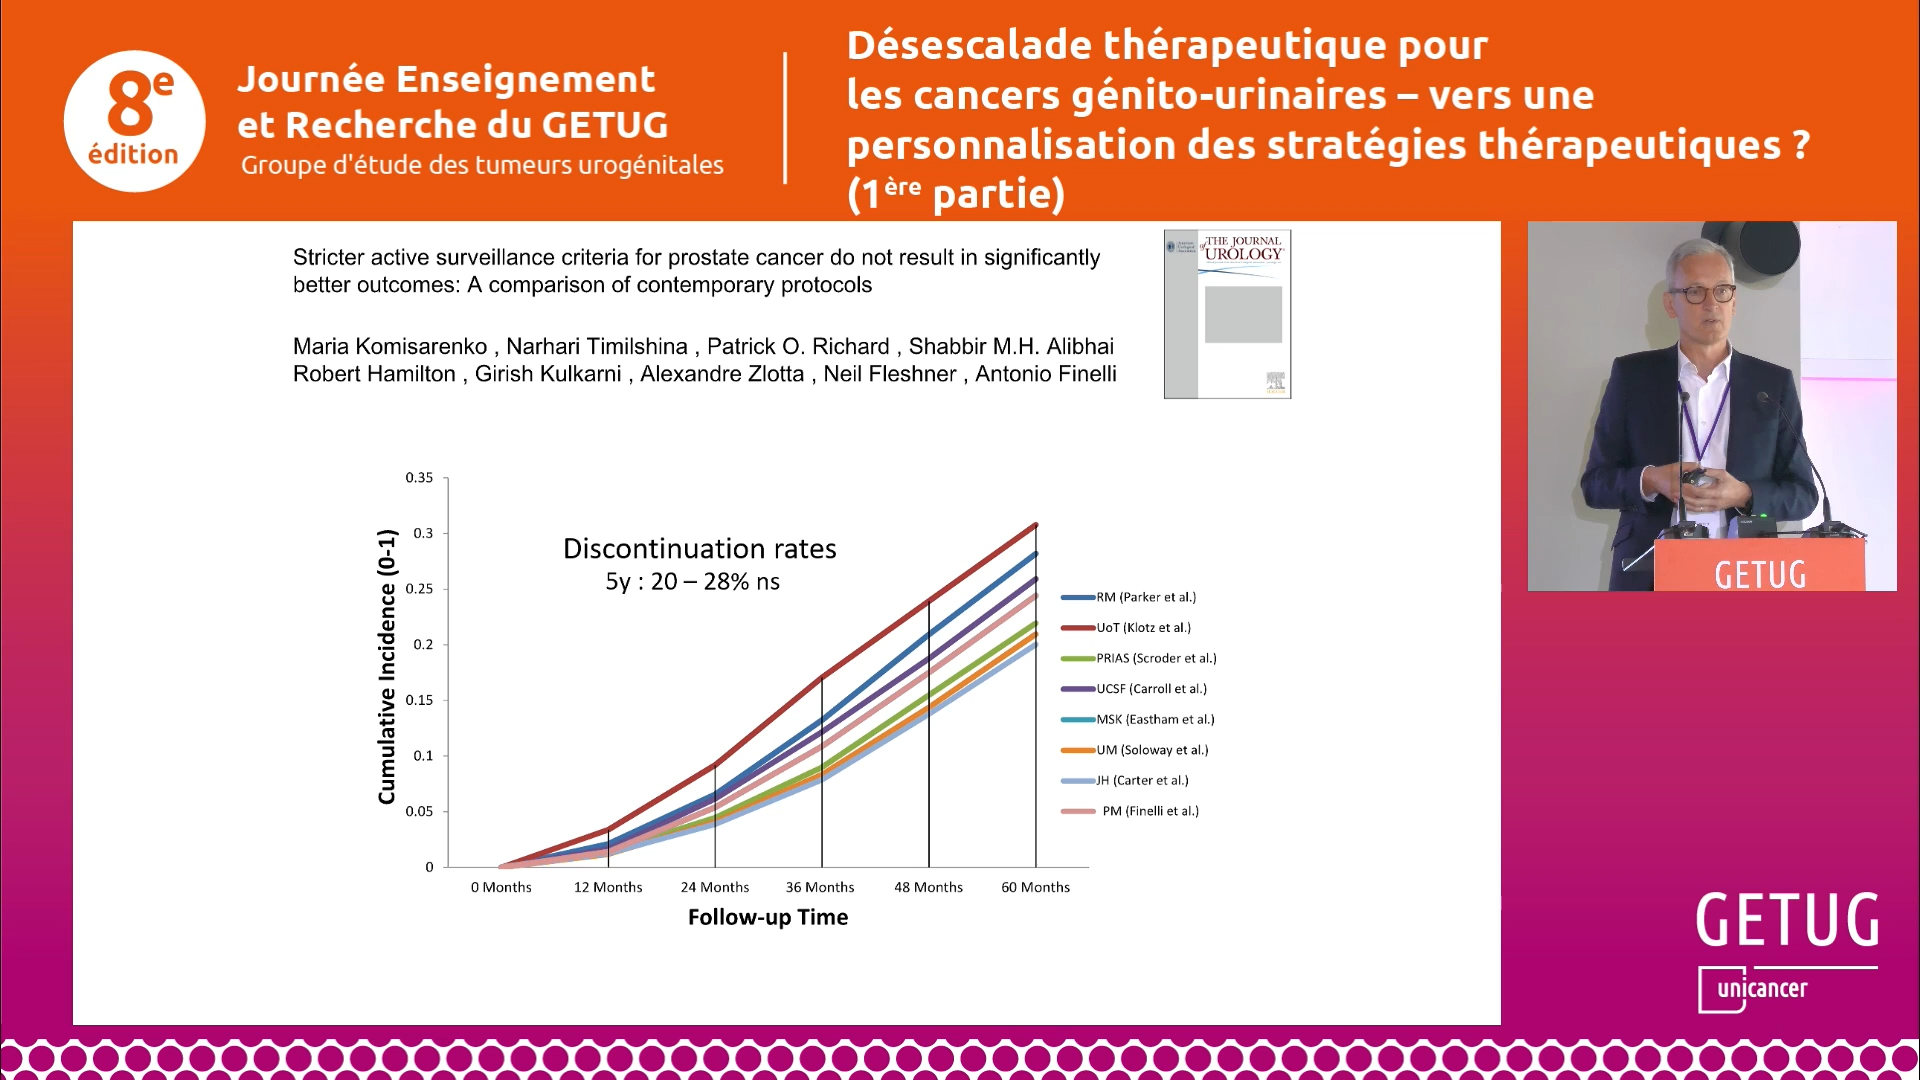 8e
édition
Journée Enseignement
et Recherche du GETUG
Groupe d'étude des tumeurs urogénitales
Désescalade thérapeutique pour
les cancers génito-urinaires – vers une
personnalisation des stratégies thérapeutiques ?
(1ère partie)
Stricter active surveillance criteria for prostate cancer do not result in significantly
better outcomes: A comparison of contemporary protocols
Maria Komisarenko , Narhari Timilshina , Patrick O. Richard , Shabbir M.H. Alibhai
Robert Hamilton , Girish Kulkarni , Alexandre Zlotta , Neil Fleshner , Antonio Finelli
THE JOURNAL
of UROLOGY
Discontinuation rates
5y : 20 – 28% ns
Cumulative Incidence (0-1)
0.35
0.3
0.25
0.2
0.15
0.1
0.05
0
0 Months 12 Months 24 Months 36 Months 48 Months 60 Months
Follow-up Time
RM (Parker et al.)
UoT (Klotz et al.)
PRIAS (Scroder et al.)
UCSF (Carroll et al.)
MSK (Eastham et al.)
UM (Soloway et al.)
JH (Carter et al.)
PM (Finelli et al.)
GETUG
GETUG
unicancer